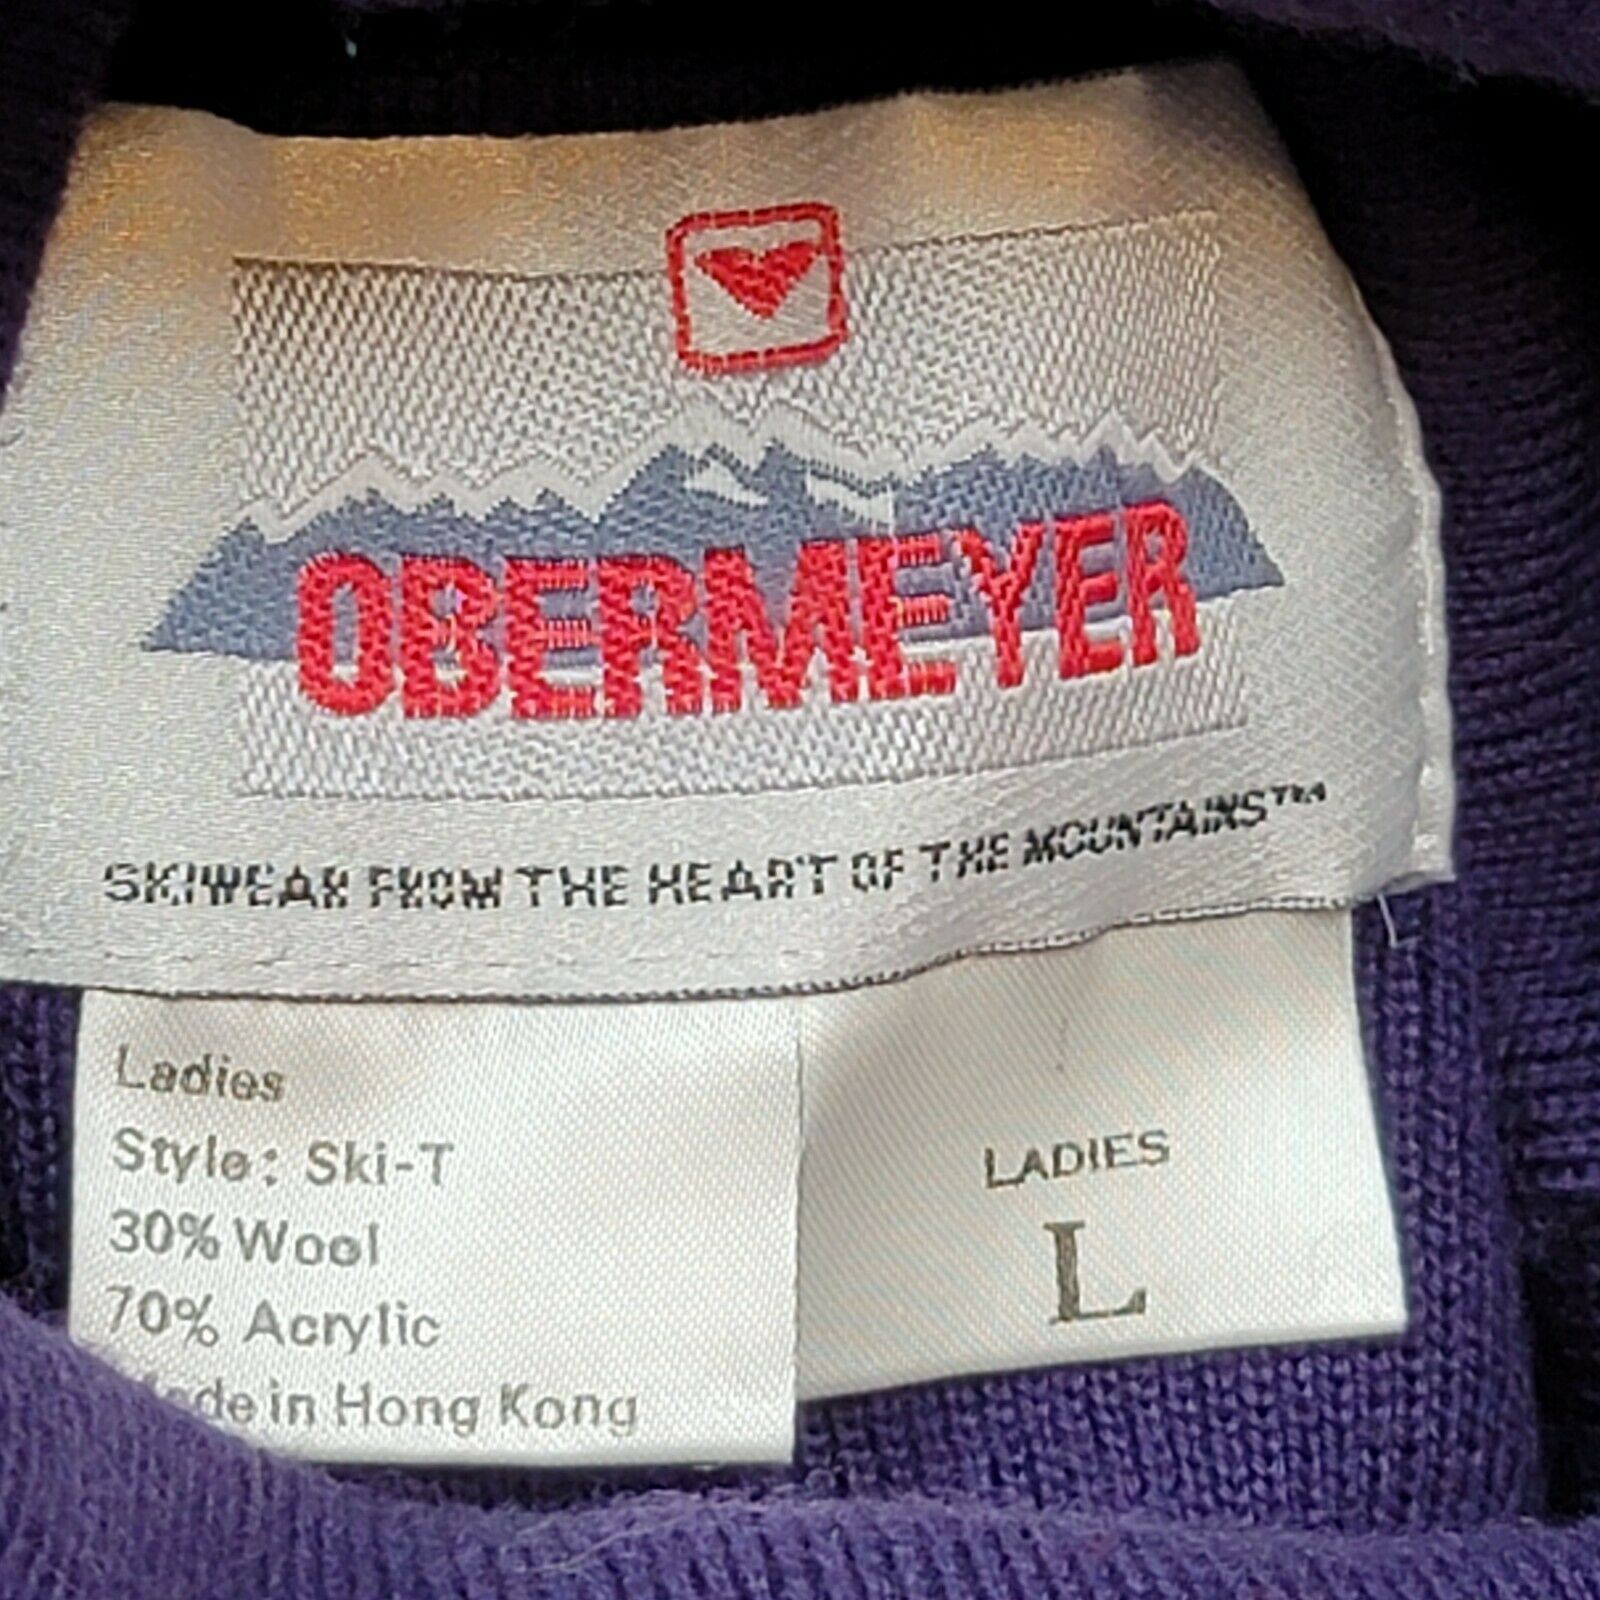 OBERMEYER
SKIWEAR FROM THE HEART OF THE MOUNTAINS™
Ladies
Style: Ski-T
30% Wool
70% Acrylic
Made in Hong Kong
LADIES
L